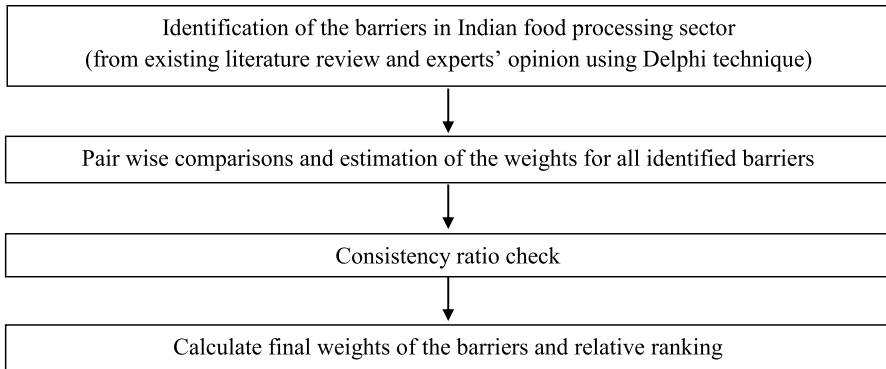 Identification of the barriers in Indian food processing sector
(from existing literature review and experts’ opinion using Delphi technique)
Pair wise comparisons and estimation of the weights for all identified barriers
Consistency ratio check
Calculate final weights of the barriers and relative ranking